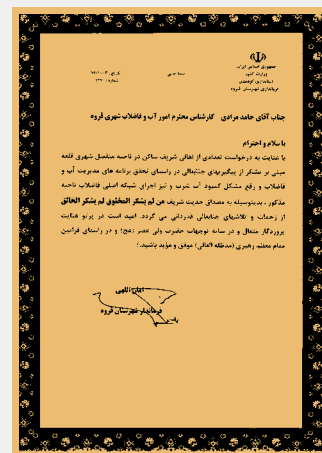 جمهوری اسلامی ایران
وزارت کشور
استانداری کردستان
فرمانداری شهرستان قروه
بسمه تعالی
جناب آقای حامد مرادی کارشناس محترم امور آب و فاضلاب شهری قروه
با سلام و احترام
با عنایت به درخواست تعدادی از اهالی شریف ساکن در ناحیه منفصل شهری قلعه
مبنی بر تشکر از پیگیریهای جنابعالی در راستای تحقق برنامه های مدیریت آب و
فاضلاب و رفع مشکل کمبود آب شرب و نیز اجرای شبکه اصلی فاضلاب ناحیه
مذکور ، بدینوسیله به مصداق حدیث شریف من لم یشکر المخلوق لم یشکر الخالق
از زحمات و تلاشهای جنابعالی قدردانی می گردد. امید است در پرتو عنایت
پروردگار متعال و در سایه توجهات حضرت ولی عصر (عج) و در راستای فرامین
مقام معظم رهبری (مدظله العالی) موفق و مؤید باشید.
امان اللهی
فرماندار شهرستان قروه